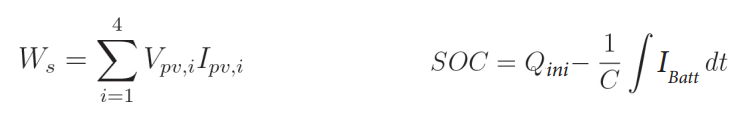 W_s = \sum_{i=1}^{4} V_{pv,i} I_{pv,i}
SOC = Q_{ini} - \frac{1}{C} \int I_{Batt} dt